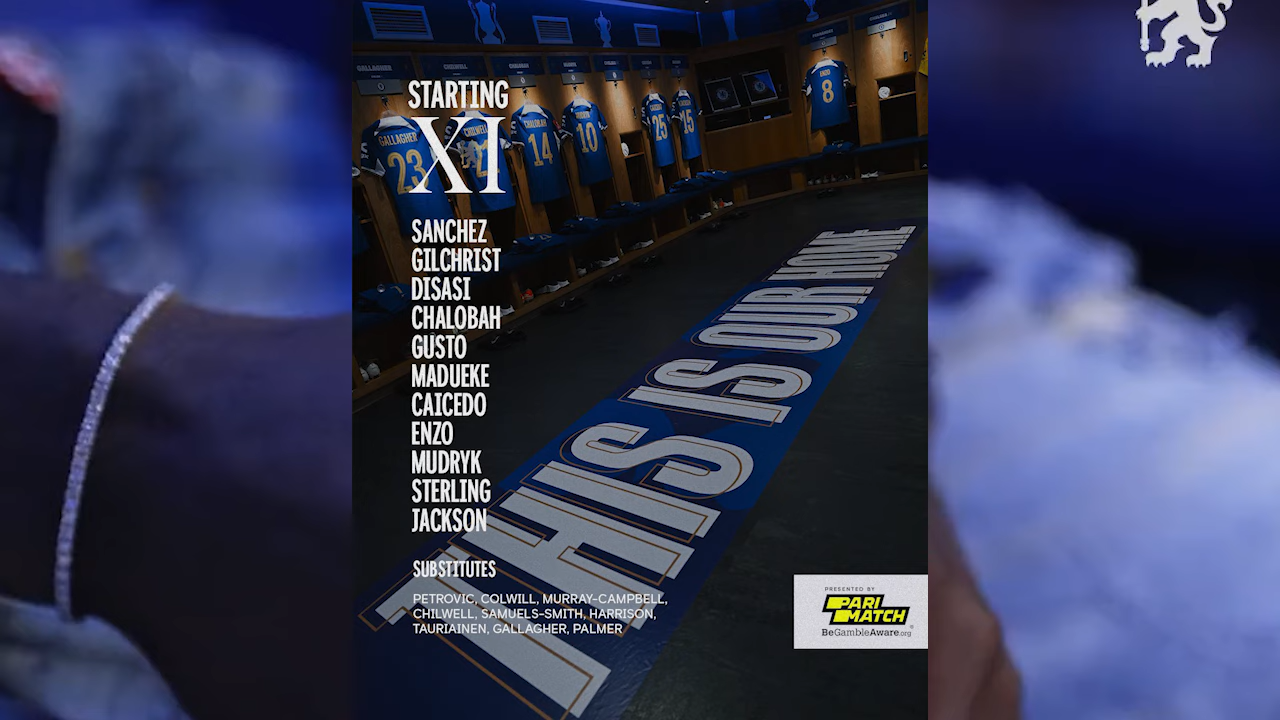 STARTING
XI
GALLAGHER
23
CHILWELL
21
CHALOBAH
14
10
25
15
ENZO
8
SANCHEZ
GILCHRIST
DISASI
CHALOBAH
GUSTO
MADUEKE
CAICEDO
ENZO
MUDRYK
STERLING
JACKSON
THIS IS OUR HOME
SUBSTITUTES
PETROVIC, COLWILL, MURRAY-CAMPBELL,
CHILWELL, SAMUELS-SMITH, HARRISON,
TAURIAINEN, GALLAGHER, PALMER
PRESENTED BY
PARI
MATCH
BeGambleAware.org